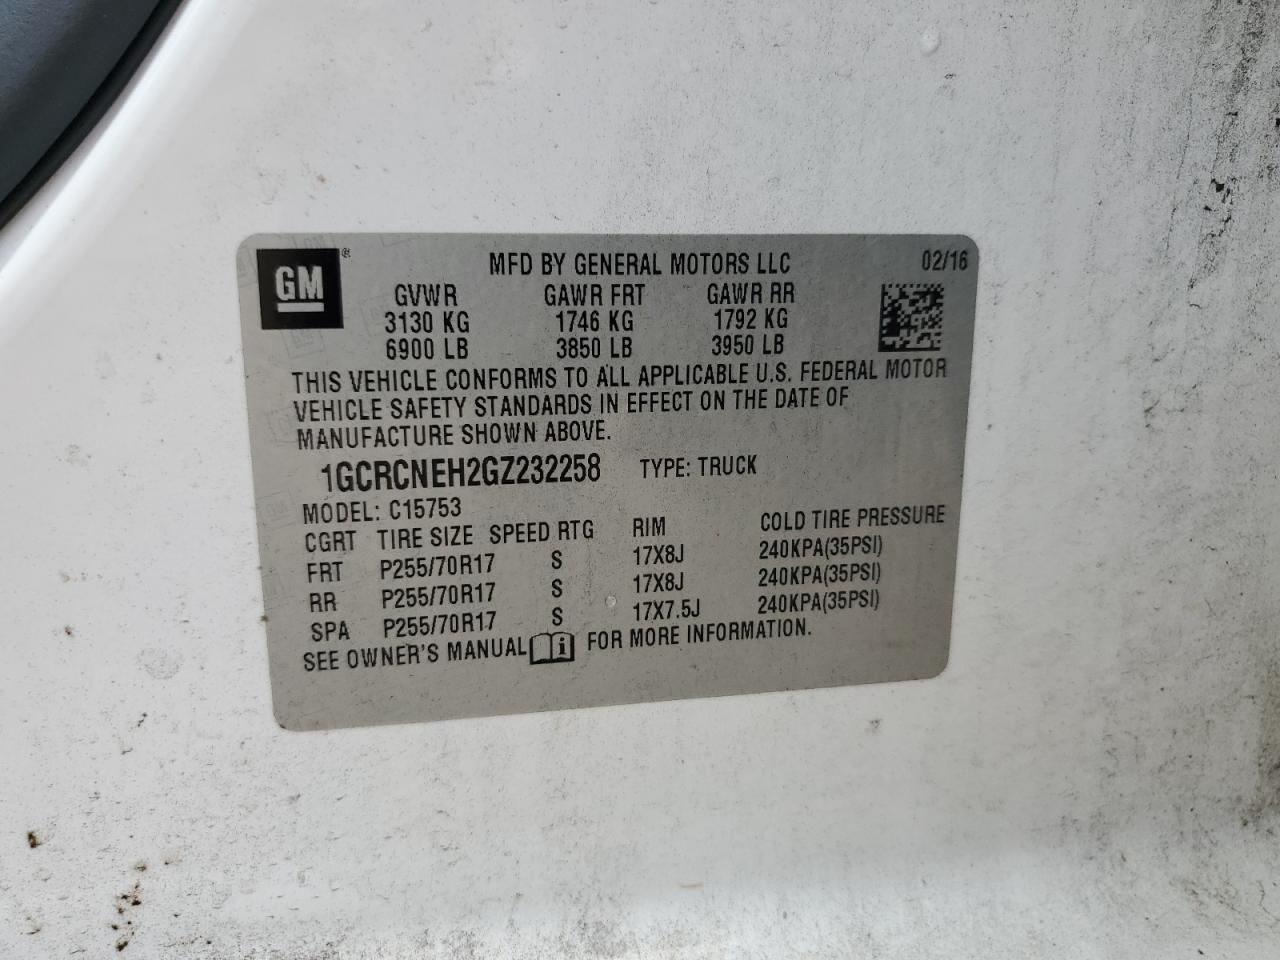 GM ® MFD BY GENERAL MOTORS LLC 02/16
GVWR GAWR FRT GAWR RR
3130 KG 1746 KG 1792 KG
6900 LB 3850 LB 3950 LB
THIS VEHICLE CONFORMS TO ALL APPLICABLE U.S. FEDERAL MOTOR
VEHICLE SAFETY STANDARDS IN EFFECT ON THE DATE OF
MANUFACTURE SHOWN ABOVE.
1GCRCNEH2GZ232258 TYPE: TRUCK
MODEL: C15753
CGRT TIRE SIZE SPEED RTG RIM COLD TIRE PRESSURE
FRT P255/70R17 S 17X8J 240KPA(35PSI)
RR P255/70R17 S 17X8J 240KPA(35PSI)
SPA P255/70R17 S 17X7.5J 240KPA(35PSI)
SEE OWNER'S MANUAL i FOR MORE INFORMATION.